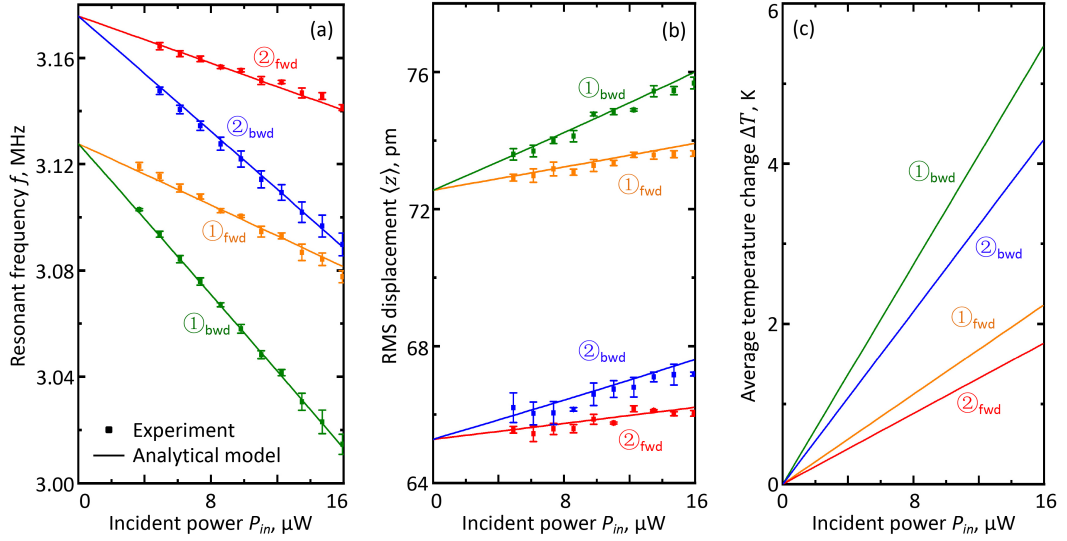 (a)
Resonant frequency f, MHz
3.16
3.12
3.08
3.04
3.00
②fwd
②bwd
①fwd
①bwd
Experiment
Analytical model
0 8 16
Incident power Pin, μW
(b)
RMS displacement ⟨z⟩, pm
76
72
68
64
①bwd
①fwd
②bwd
②fwd
0 8 16
Incident power Pin, μW
(c)
Average temperature change ΔT, K
6
4
2
0
①bwd
②bwd
①fwd
②fwd
0 8 16
Incident power Pin, μW